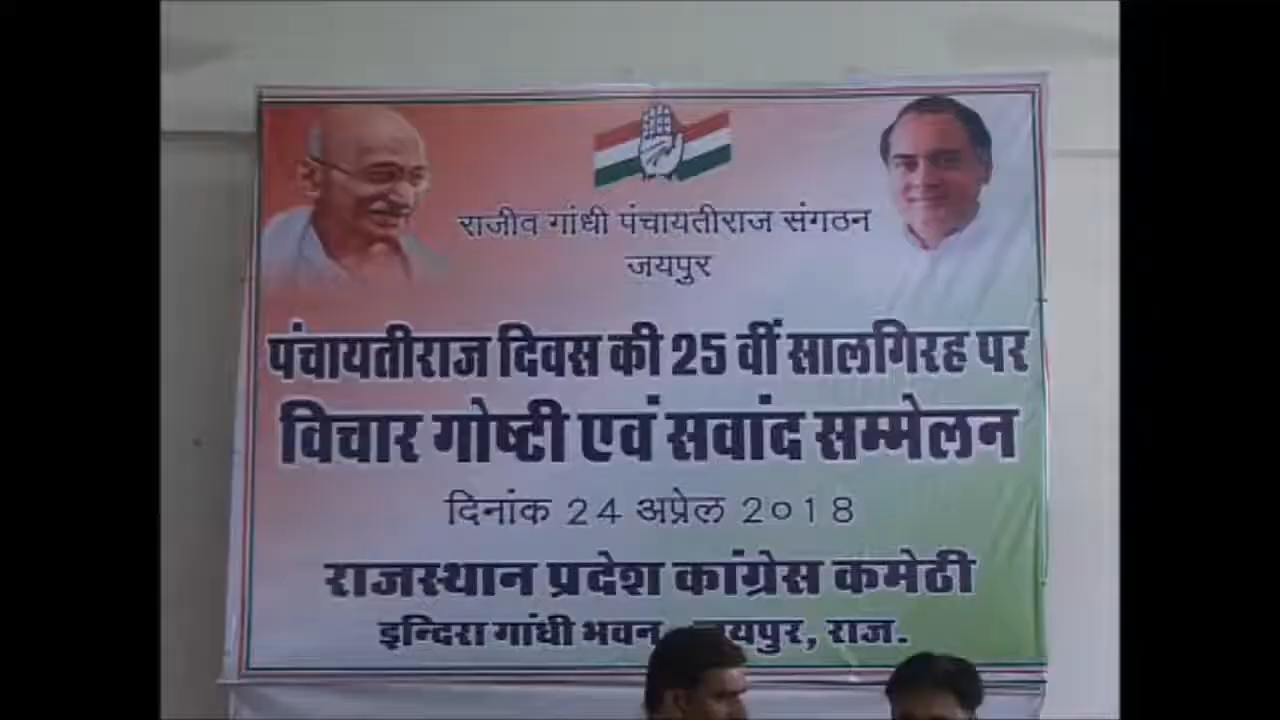 राजीव गांधी पंचायतीराज संगठन
जयपुर
पंचायतीराज दिवस की 25 वीं सालगिरह पर
विचार गोष्टी एवं सवांद सम्मेलन
दिनांक 24 अप्रेल 2018
राजस्थान प्रदेश कांग्रेस कमेठी
इन्दिरा गांधी भवन, जयपुर, राज.